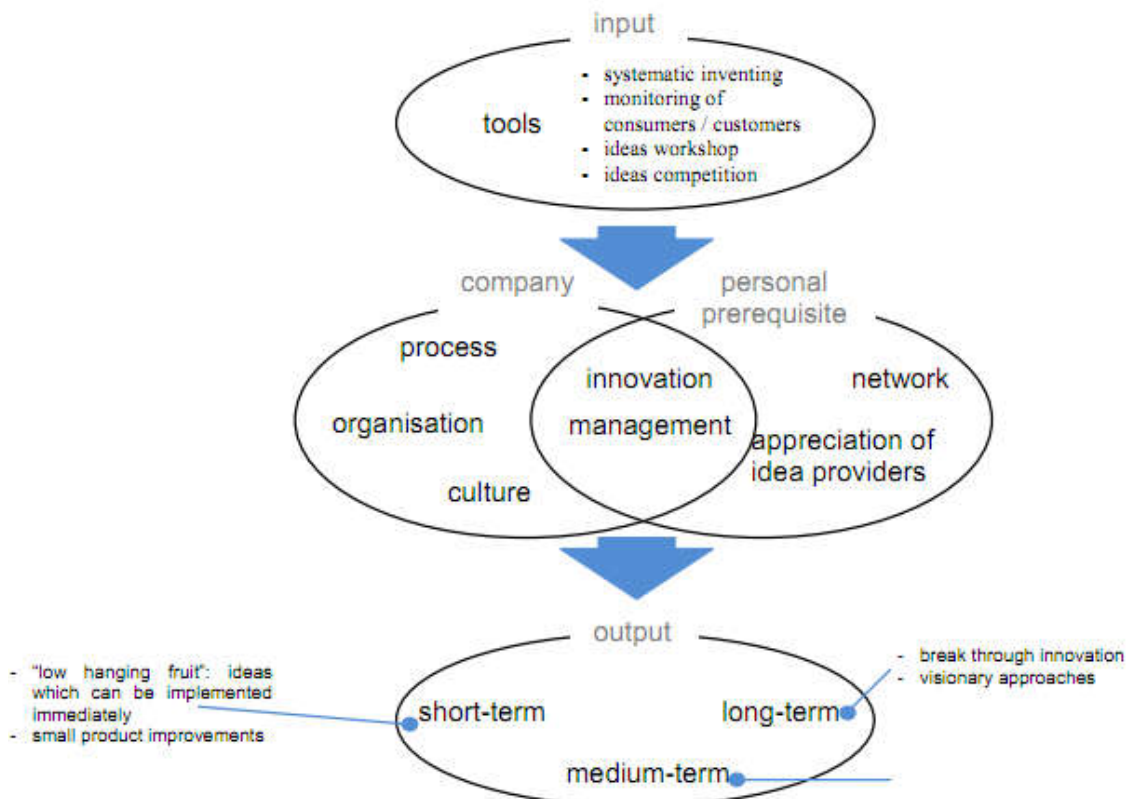 input
tools
- systematic inventing
- monitoring of
consumers / customers
- ideas workshop
- ideas competition
company
personal
prerequisite
process
organisation
culture
innovation
management
network
appreciation of
idea providers
output
- "low hanging fruit": ideas
which can be implemented
immediately
- small product improvements
short-term
long-term
- break through innovation
- visionary approaches
medium-term